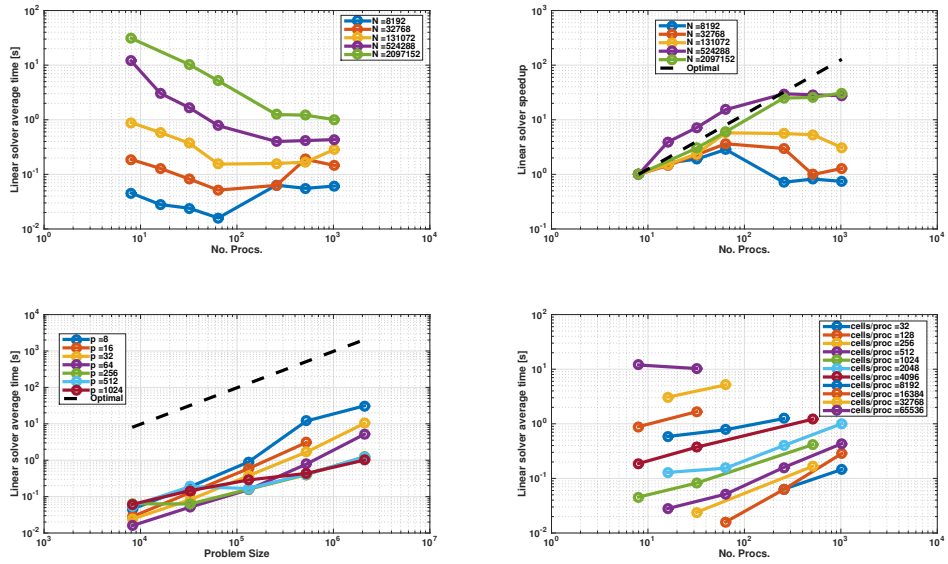 10^2
10^1
10^0
10^-1
10^-2
Linear solver average time [s]
10^0 10^1 10^2 10^3 10^4
No. Procs.
N =8192
N =32768
N =131072
N =524288
N =2097152
10^3
10^2
10^1
10^0
10^-1
Linear solver speedup
10^0 10^1 10^2 10^3 10^4
No. Procs.
N =8192
N =32768
N =131072
N =524288
N =2097152
Optimal
10^4
10^3
10^2
10^1
10^0
10^-1
10^-2
Linear solver average time [s]
10^3 10^4 10^5 10^6 10^7
Problem Size
p =8
p =16
p =32
p =64
p =256
p =512
p =1024
Optimal
10^2
10^1
10^0
10^-1
10^-2
Linear solver average time [s]
10^0 10^1 10^2 10^3 10^4
No. Procs.
cells/proc =32
cells/proc =128
cells/proc =256
cells/proc =512
cells/proc =1024
cells/proc =2048
cells/proc =4096
cells/proc =8192
cells/proc =16384
cells/proc =32768
cells/proc =65536